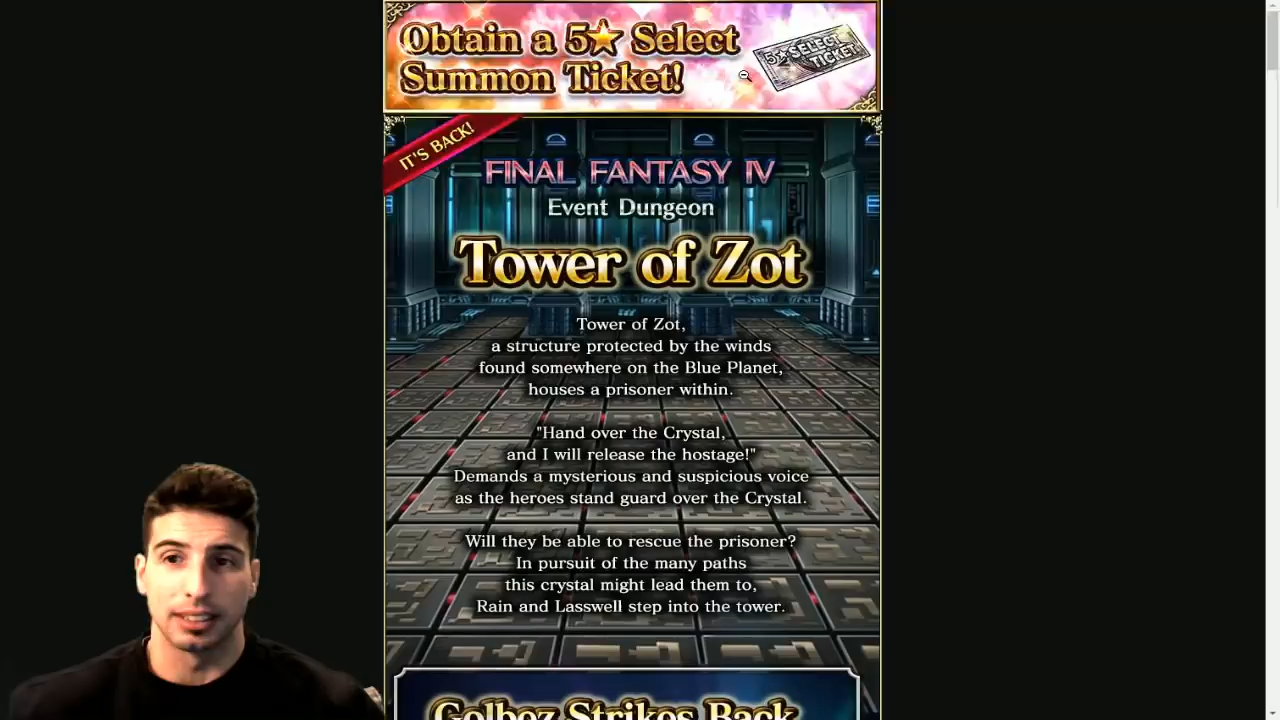 Obtain a 5★ Select
Summon Ticket!
5★SELECT
TICKET
IT'S BACK!
FINAL FANTASY IV
Event Dungeon
Tower of Zot
Tower of Zot,
a structure protected by the winds
found somewhere on the Blue Planet,
houses a prisoner within.
"Hand over the Crystal,
and I will release the hostage!"
Demands a mysterious and suspicious voice
as the heroes stand guard over the Crystal.
Will they be able to rescue the prisoner?
In pursuit of the many paths
this crystal might lead them to,
Rain and Lasswell step into the tower.
Golbez Strikes Back